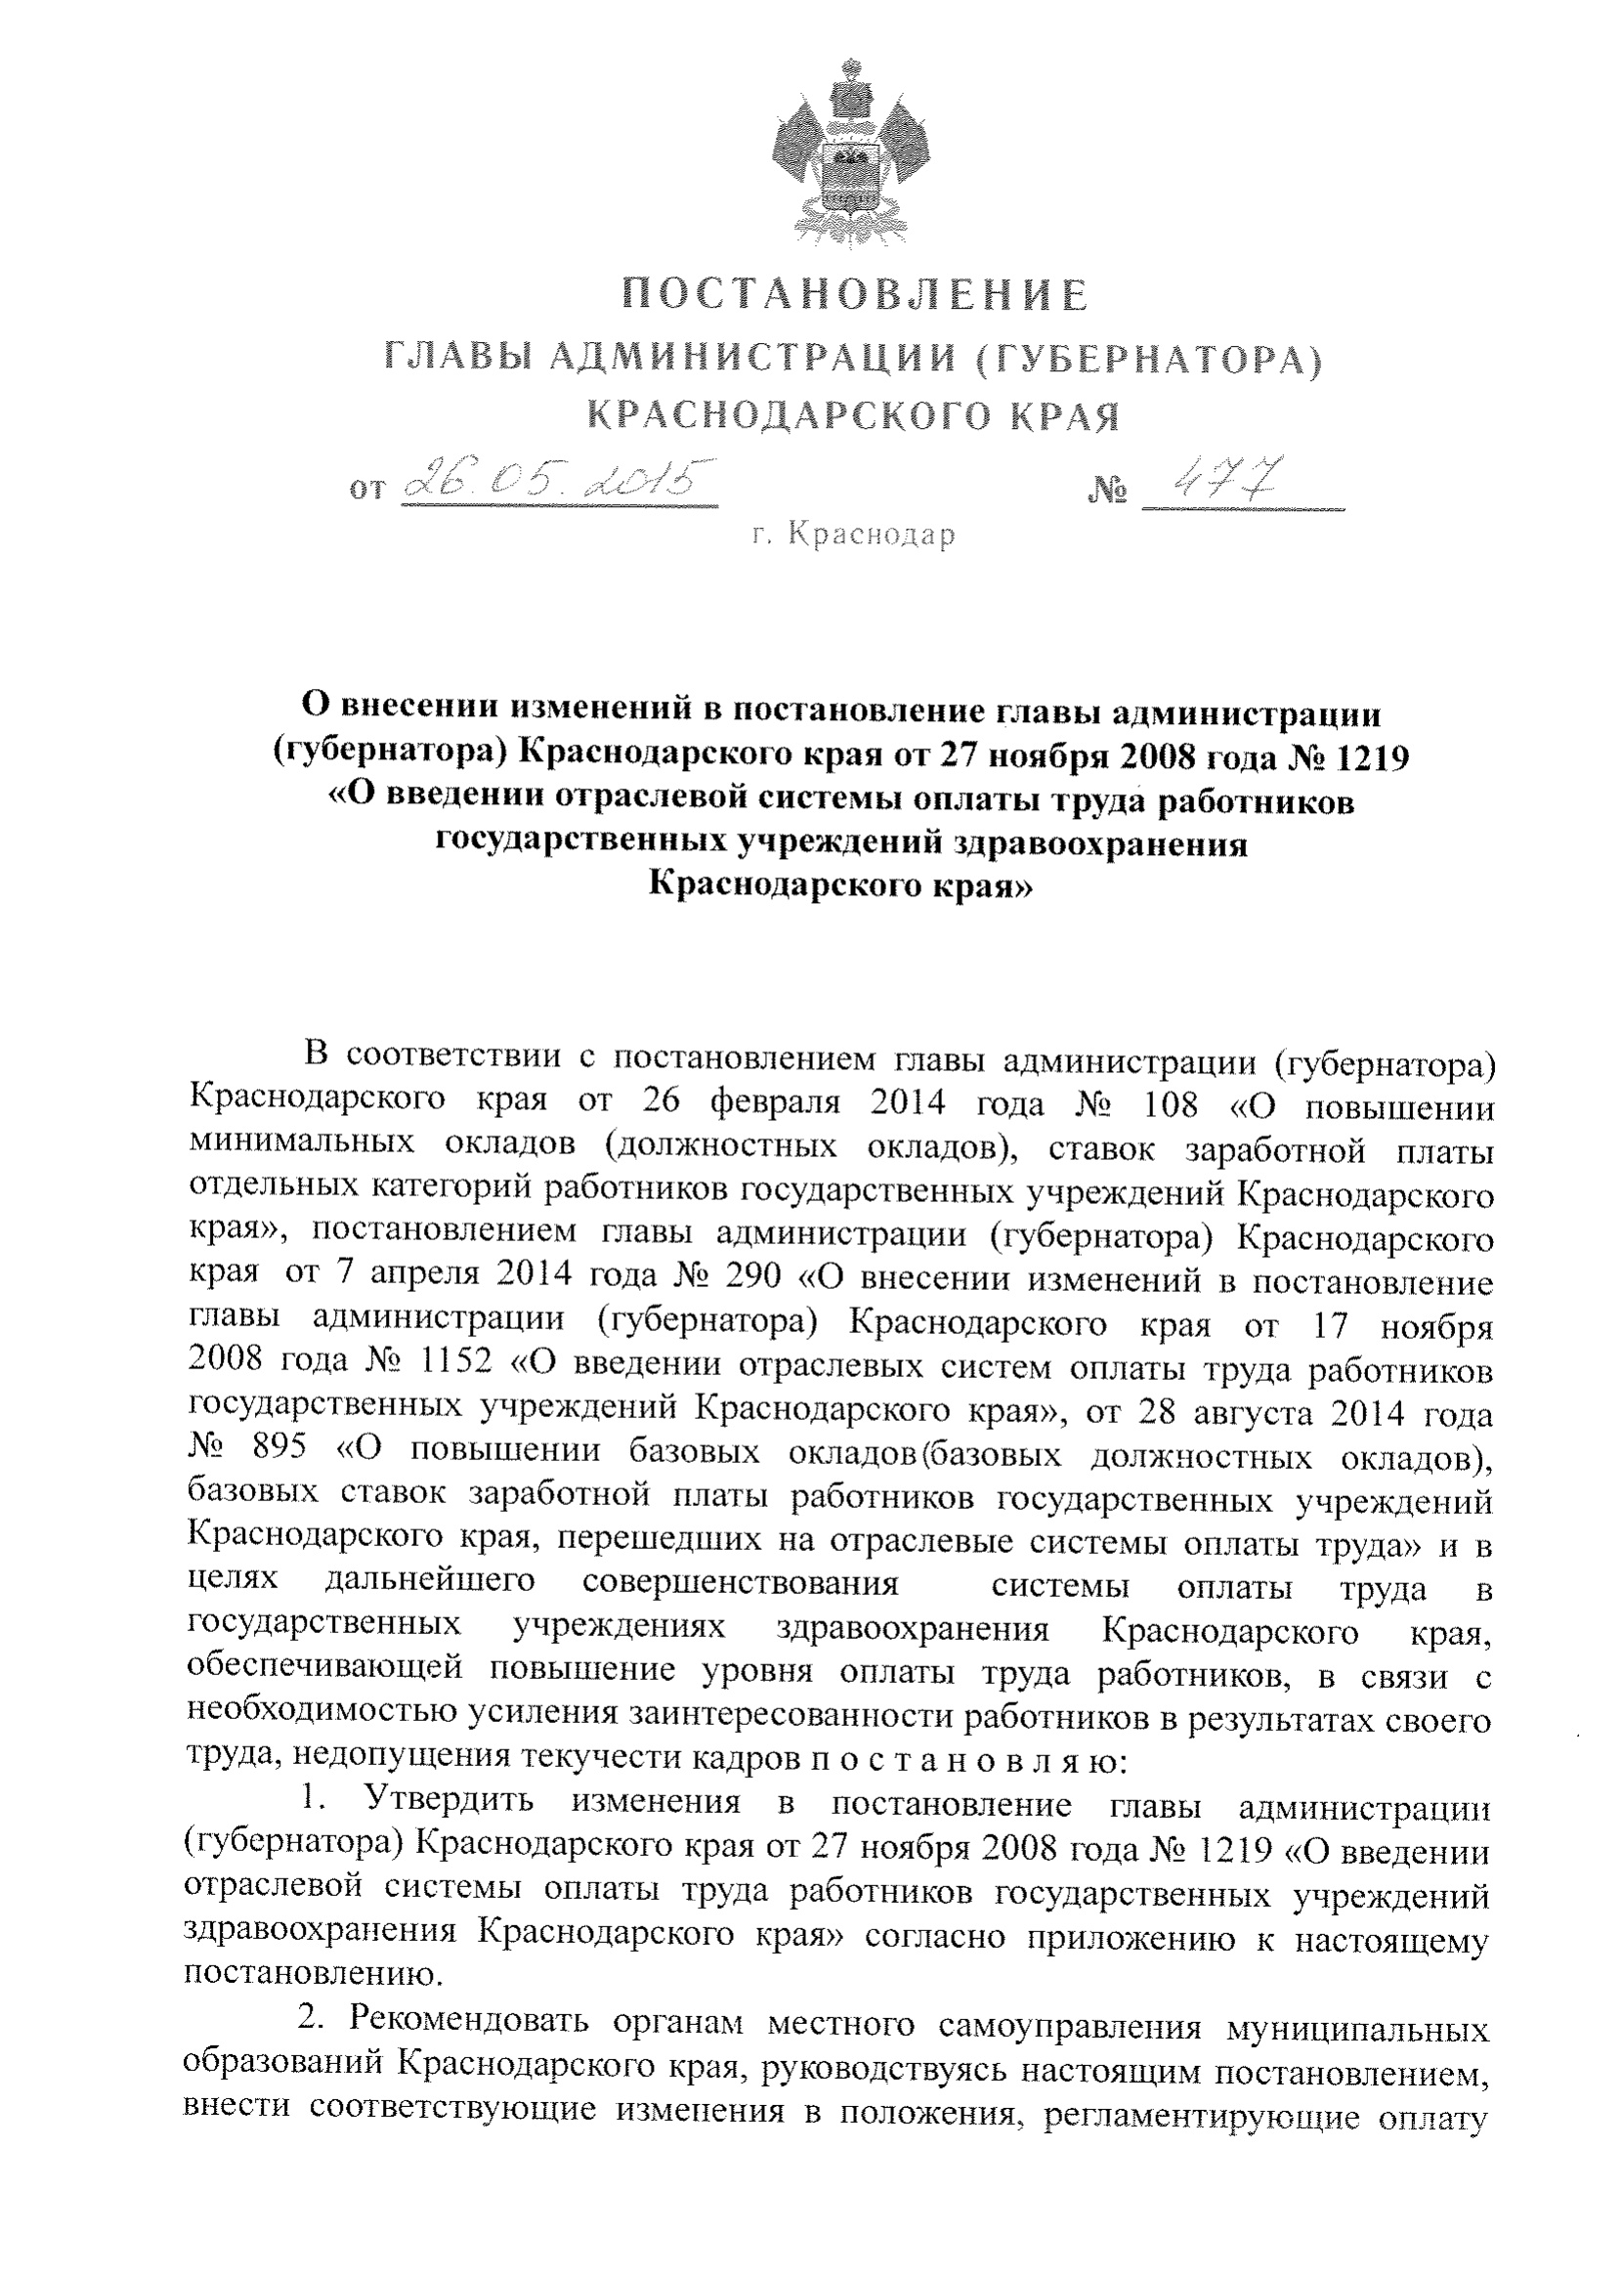 ПОСТАНОВЛЕНИЕ
ГЛАВЫ АДМИНИСТРАЦИИ (ГУБЕРНАТОРА)
КРАСНОДАРСКОГО КРАЯ
от 26.05.2015 № 477
г. Краснодар
О внесении изменений в постановление главы администрации
(губернатора) Краснодарского края от 27 ноября 2008 года № 1219
«О введении отраслевой системы оплаты труда работников
государственных учреждений здравоохранения
Краснодарского края»
В соответствии с постановлением главы администрации (губернатора)
Краснодарского края от 26 февраля 2014 года № 108 «О повышении
минимальных окладов (должностных окладов), ставок заработной платы
отдельных категорий работников государственных учреждений Краснодарского
края», постановлением главы администрации (губернатора) Краснодарского
края от 7 апреля 2014 года № 290 «О внесении изменений в постановление
главы администрации (губернатора) Краснодарского края от 17 ноября
2008 года № 1152 «О введении отраслевых систем оплаты труда работников
государственных учреждений Краснодарского края», от 28 августа 2014 года
№ 895 «О повышении базовых окладов(базовых должностных окладов),
базовых ставок заработной платы работников государственных учреждений
Краснодарского края, перешедших на отраслевые системы оплаты труда» и в
целях дальнейшего совершенствования системы оплаты труда в
государственных учреждениях здравоохранения Краснодарского края,
обеспечивающей повышение уровня оплаты труда работников, в связи с
необходимостью усиления заинтересованности работников в результатах своего
труда, недопущения текучести кадров п о с т а н о в л я ю:
1. Утвердить изменения в постановление главы администрации
(губернатора) Краснодарского края от 27 ноября 2008 года № 1219 «О введении
отраслевой системы оплаты труда работников государственных учреждений
здравоохранения Краснодарского края» согласно приложению к настоящему
постановлению.
2. Рекомендовать органам местного самоуправления муниципальных
образований Краснодарского края, руководствуясь настоящим постановлением,
внести соответствующие изменения в положения, регламентирующие оплату